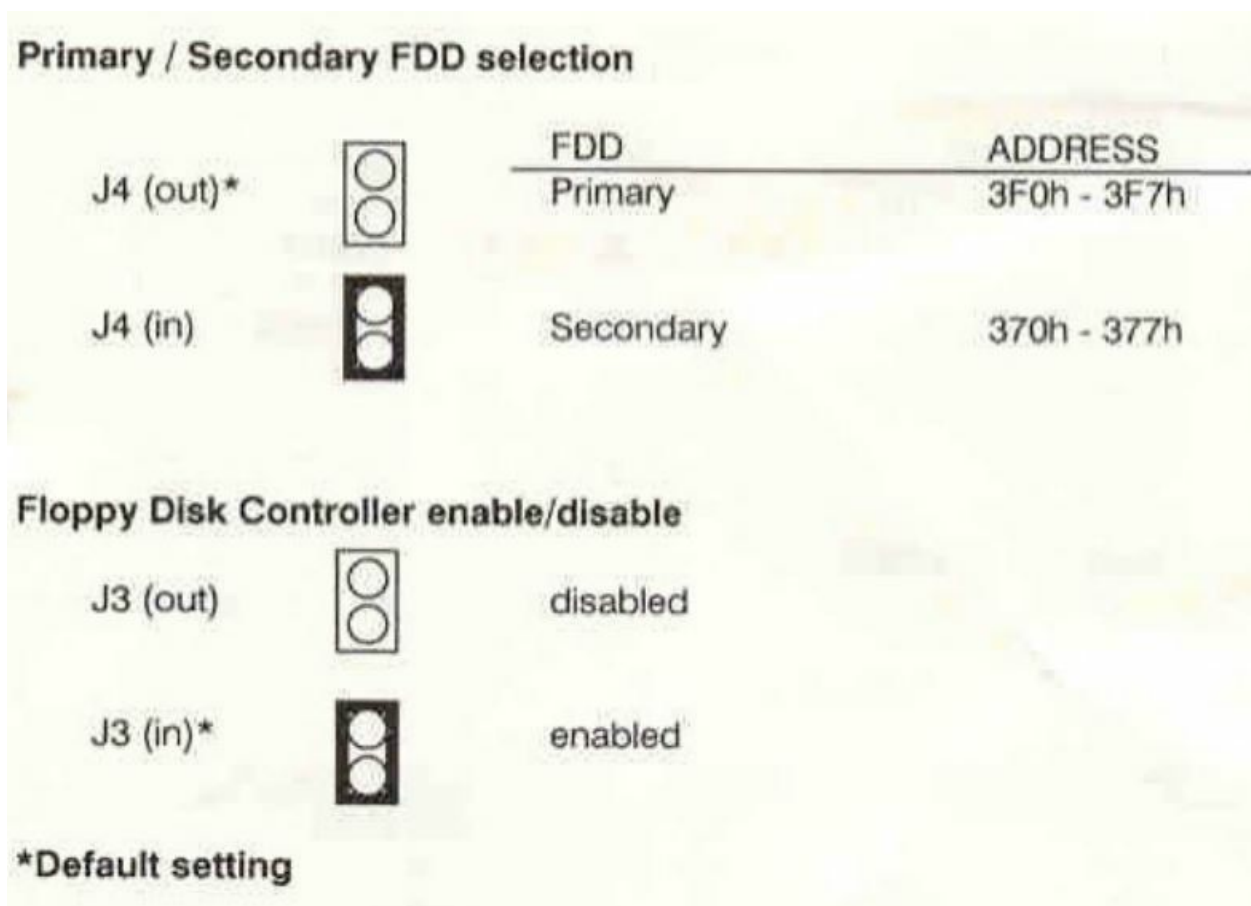 Primary / Secondary FDD selection
FDD ADDRESS
J4 (out)* Primary 3F0h - 3F7h
J4 (in) Secondary 370h - 377h
Floppy Disk Controller enable/disable
J3 (out) disabled
J3 (in)* enabled
*Default setting